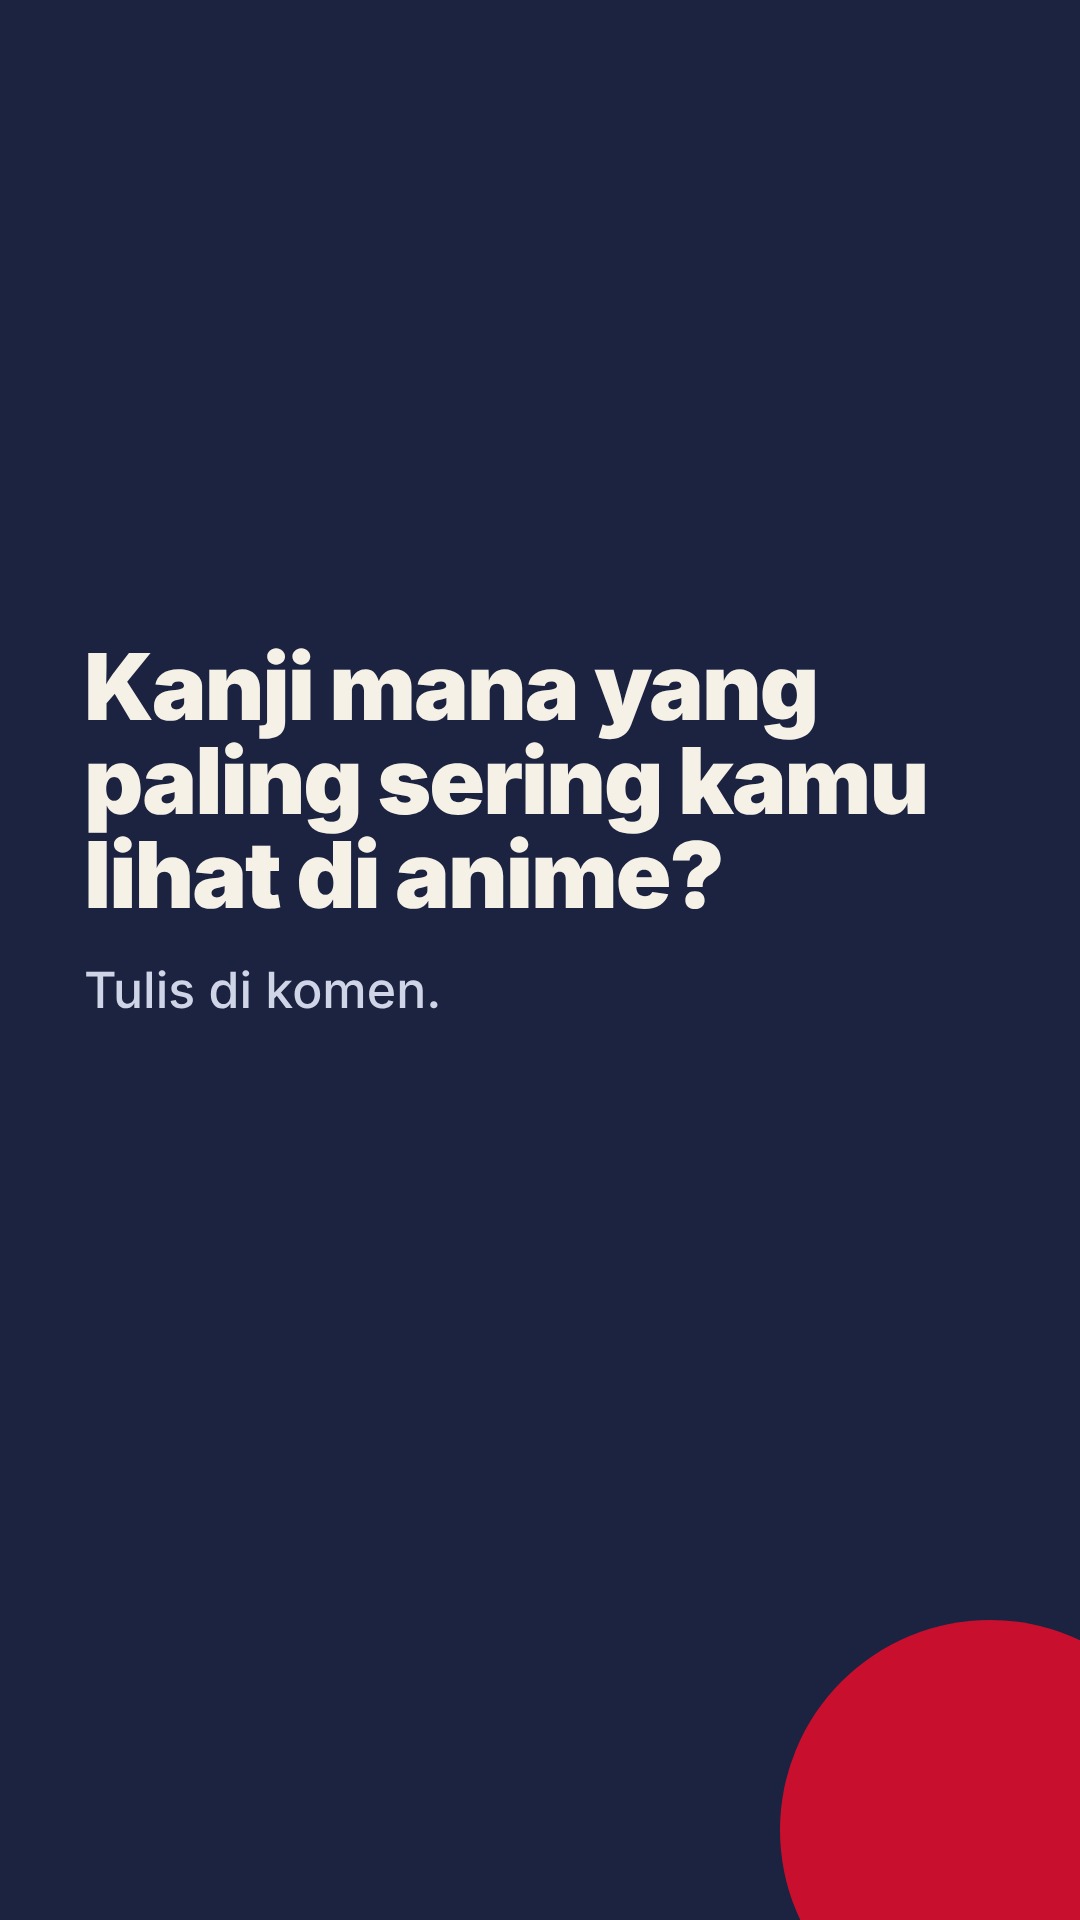 Kanji mana yang
paling sering kamu
lihat di anime?
Tulis di komen.